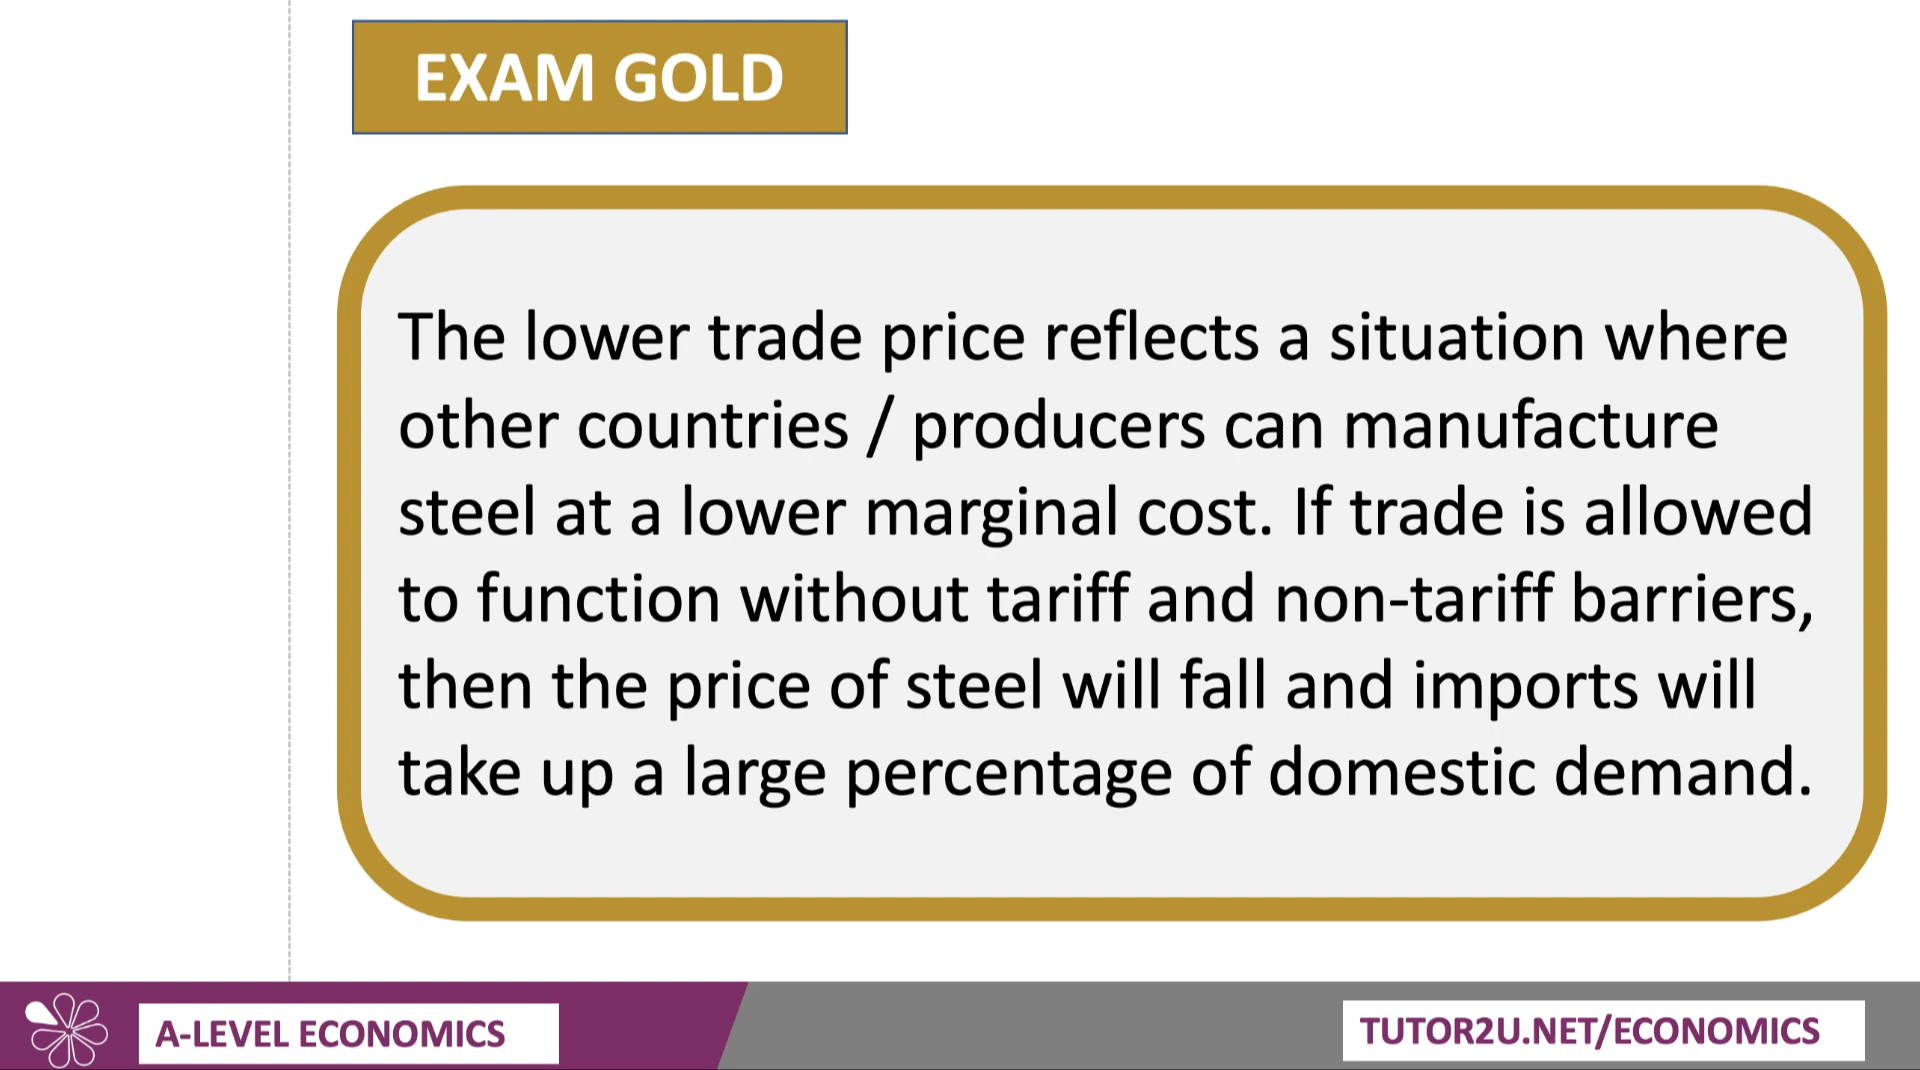 EXAM GOLD
The lower trade price reflects a situation where
other countries / producers can manufacture
steel at a lower marginal cost. If trade is allowed
to function without tariff and non-tariff barriers,
then the price of steel will fall and imports will
take up a large percentage of domestic demand.
A-LEVEL ECONOMICS
TUTOR2U.NET/ECONOMICS